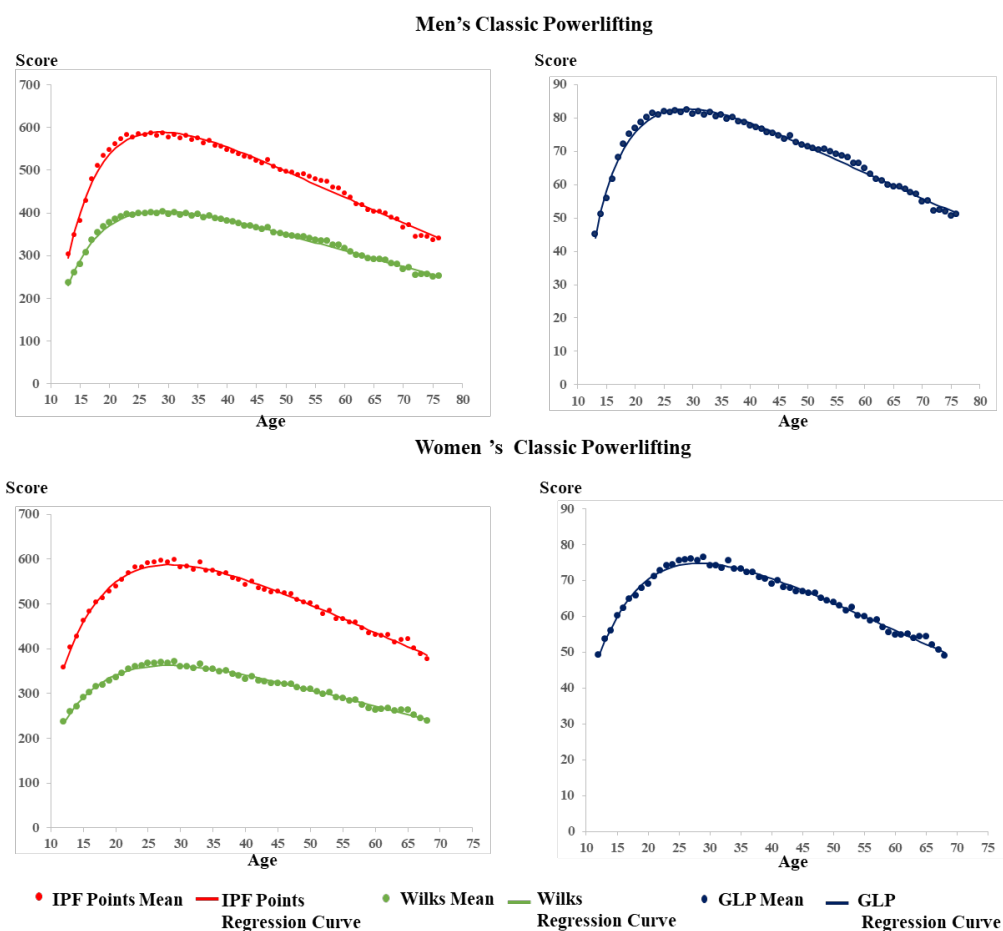 Men's Classic Powerlifting
Score
700
600
500
400
300
200
100
0
10 15 20 25 30 35 40 45 50 55 60 65 70 75 80
Age
Score
90
80
70
60
50
40
30
20
10
0
10 15 20 25 30 35 40 45 50 55 60 65 70 75 80
Age
Women 's Classic Powerlifting
Score
700
600
500
400
300
200
100
0
10 15 20 25 30 35 40 45 50 55 60 65 70 75
Age
Score
90
80
70
60
50
40
30
20
10
0
10 15 20 25 30 35 40 45 50 55 60 65 70 75
Age
IPF Points Mean
IPF Points
Regression Curve
Wilks Mean
Wilks
Regression Curve
GLP Mean
GLP
Regression Curve